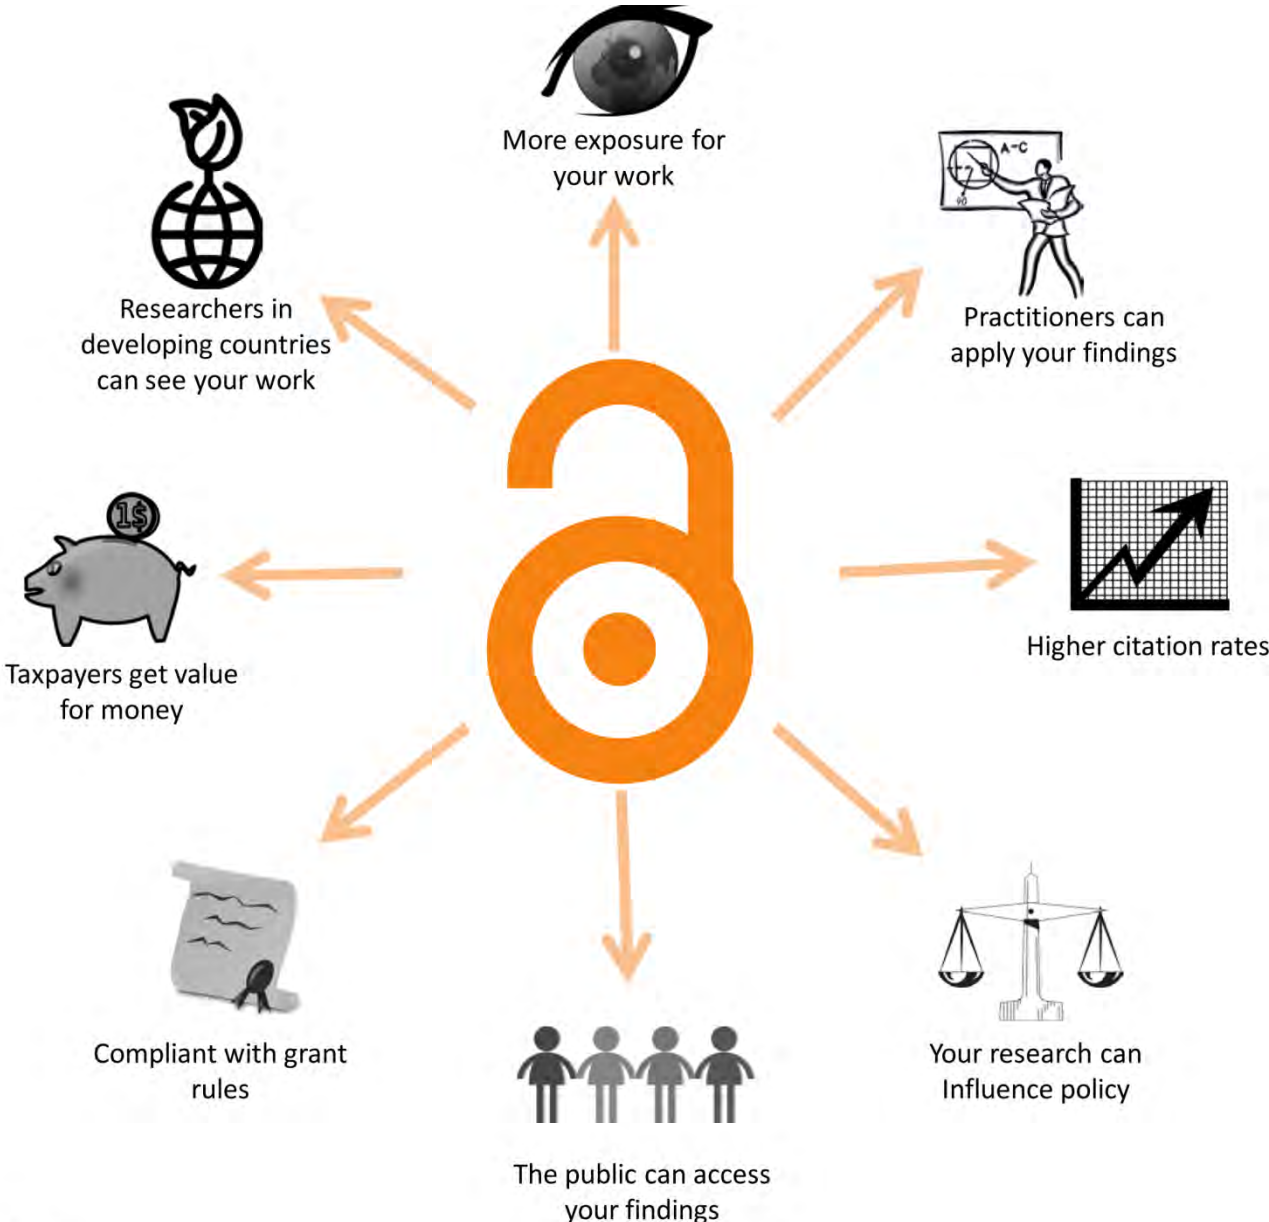 More exposure for
your work
A-C
90
Practitioners can
apply your findings
Researchers in
developing countries
can see your work
1$
Higher citation rates
Taxpayers get value
for money
Compliant with grant
rules
Your research can
Influence policy
The public can access
your findings